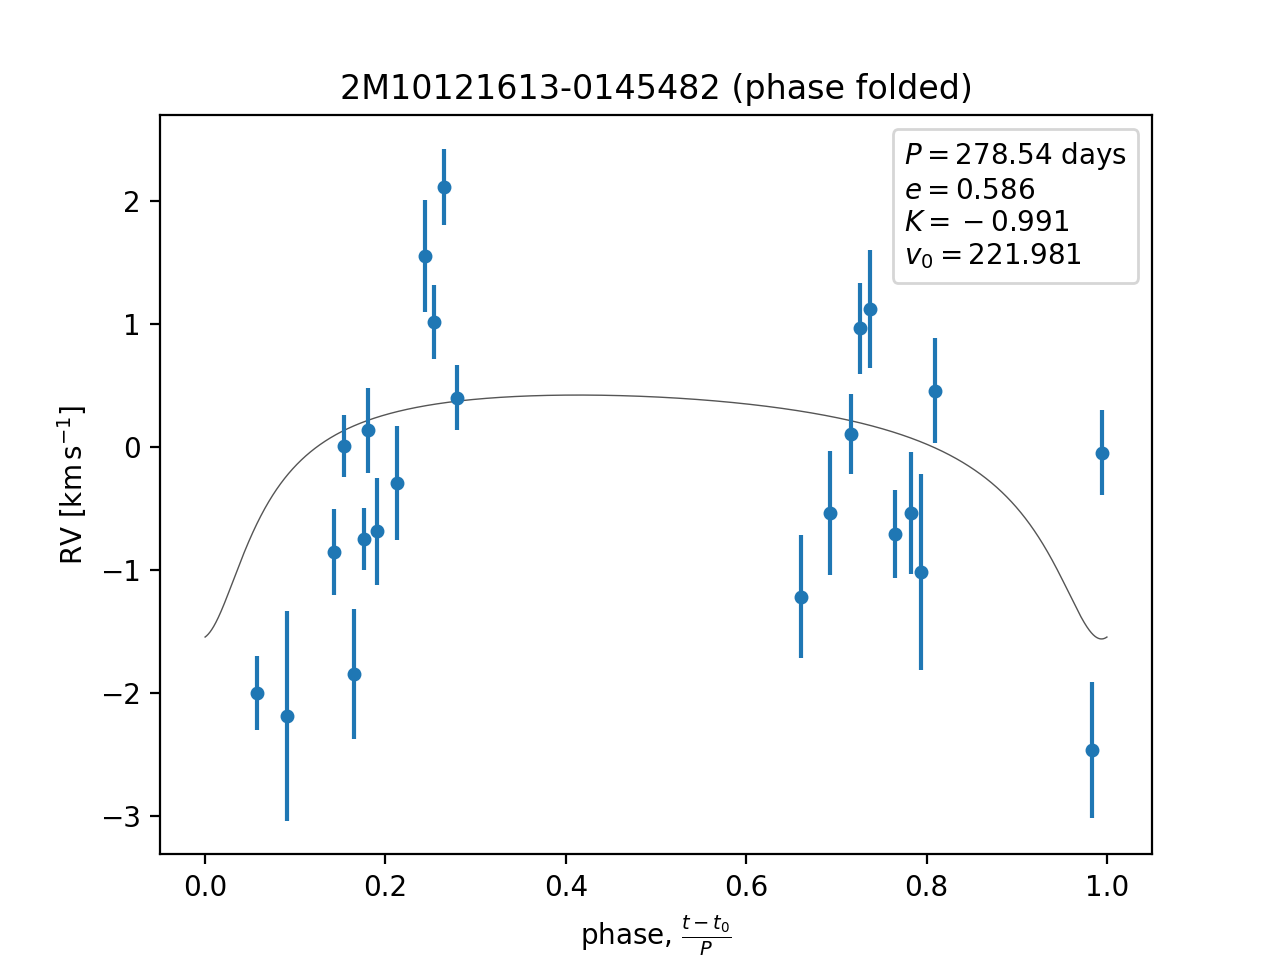 2M10121613-0145482 (phase folded)
P = 278.54 days
e = 0.586
K = −0.991
v₀ = 221.981
RV [km s⁻¹]
2
1
0
−1
−2
−3
0.0 0.2 0.4 0.6 0.8 1.0
phase, (t − t₀)/P